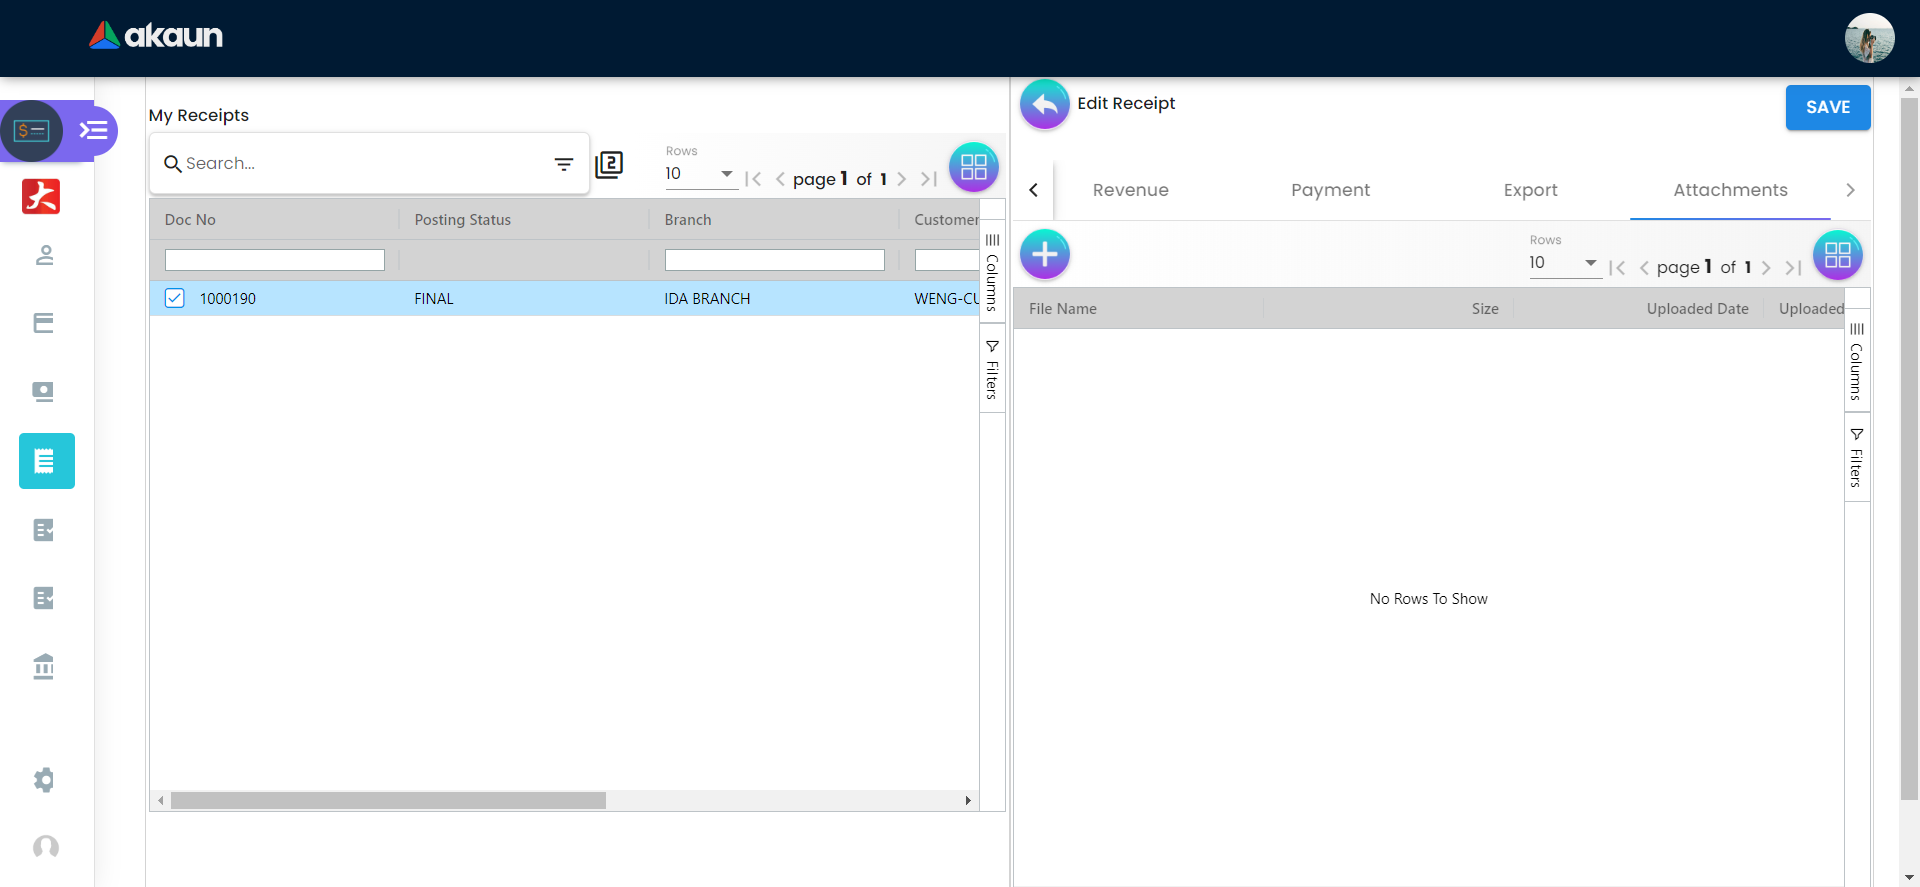 akaun
My Receipts
Search...
2
Rows
10
page 1 of 1
Doc No
Posting Status
Branch
Customer
1000190
FINAL
IDA BRANCH
WENG-CU
Columns
Filters
Edit Receipt
SAVE
Revenue
Payment
Export
Attachments
Rows
10
page 1 of 1
File Name
Size
Uploaded Date
Uploaded
Columns
Filters
No Rows To Show